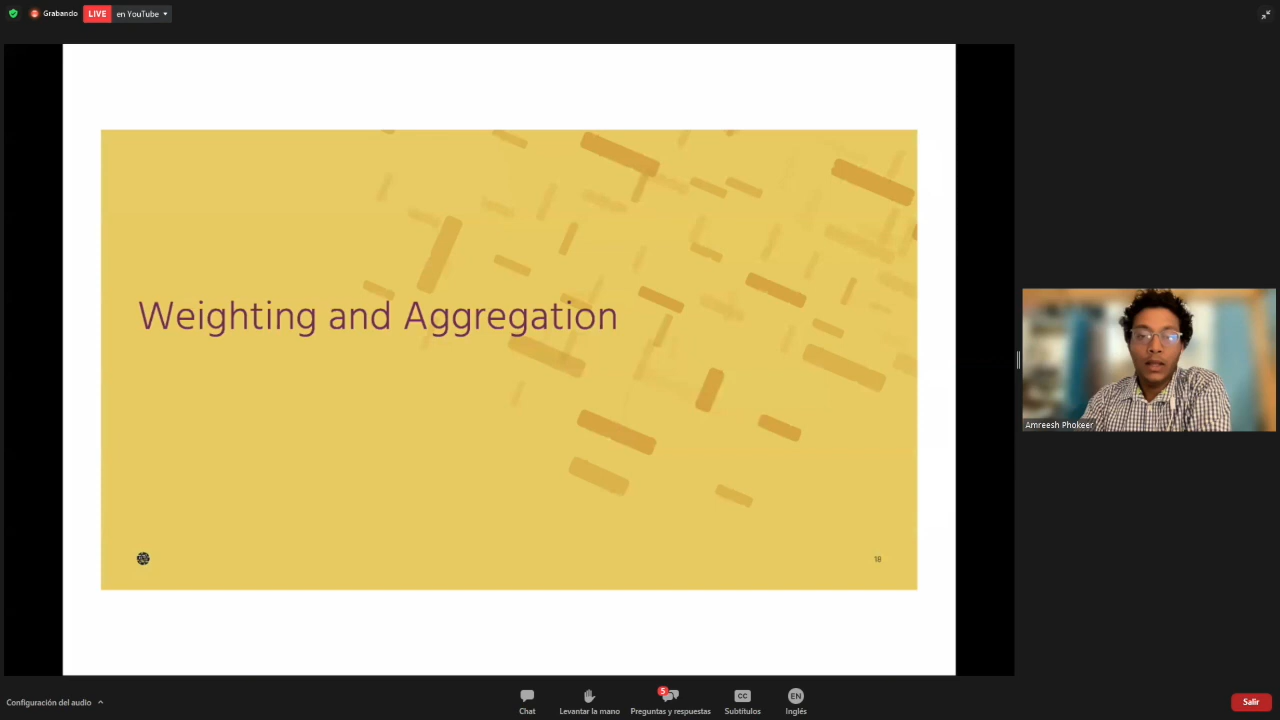 Grabando
LIVE
en YouTube
Weighting and Aggregation
18
Amreesh Phokeer
Configuración del audio
Chat
Levantar la mano
5
Preguntas y respuestas
CC
Subtítulos
EN
Inglés
Salir